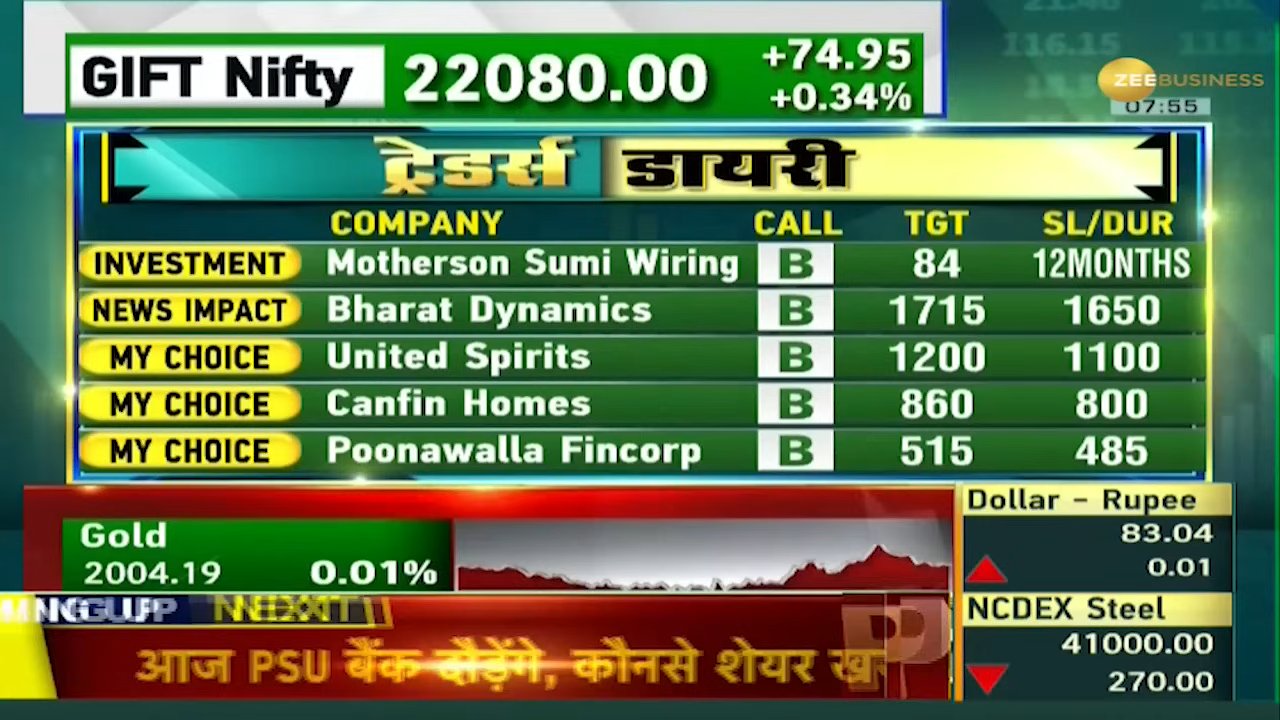 GIFT Nifty 22080.00 +74.95
+0.34%
ZEEBUSINESS
07:55
ट्रेडर्स डायरी
COMPANY CALL TGT SL/DUR
INVESTMENT Motherson Sumi Wiring B 84 12MONTHS
NEWS IMPACT Bharat Dynamics B 1715 1650
MY CHOICE United Spirits B 1200 1100
MY CHOICE Canfin Homes B 860 800
MY CHOICE Poonawalla Fincorp B 515 485
Gold
2004.19 0.01%
Dollar - Rupee
83.04
0.01
NCDEX Steel
41000.00
270.00
आज PSU बैंक दौड़ेंगे, कौनसे शेयर